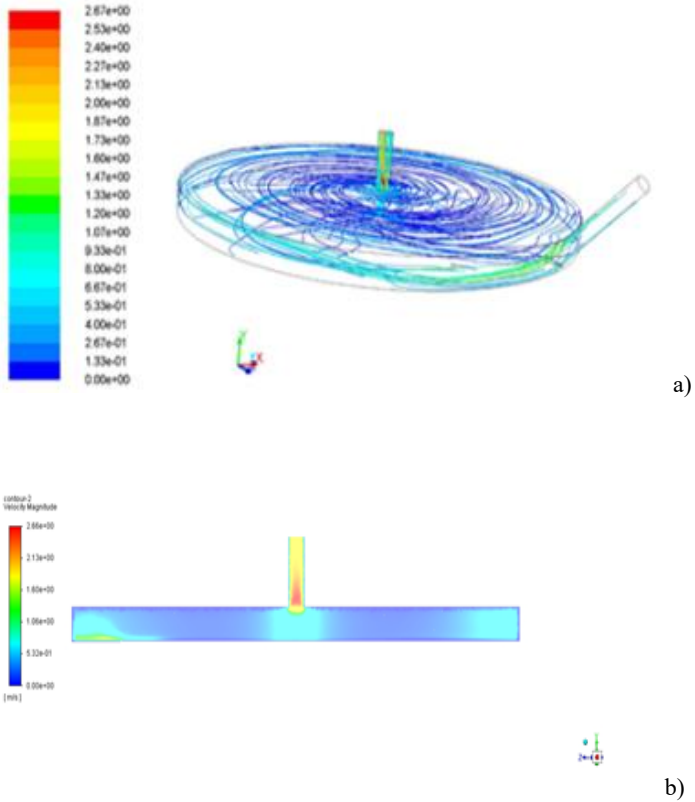 2.67e+00
2.53e+00
2.40e+00
2.27e+00
2.13e+00
2.00e+00
1.87e+00
1.73e+00
1.60e+00
1.47e+00
1.33e+00
1.20e+00
1.07e+00
9.33e-01
8.00e-01
6.67e-01
5.33e-01
4.00e-01
2.67e-01
1.33e-01
0.00e+00
Y
X
a)
contour-2
Velocity Magnitude
2.66e+00
2.13e+00
1.60e+00
1.06e+00
5.32e-01
0.00e+00
[m/s]
Z
b)